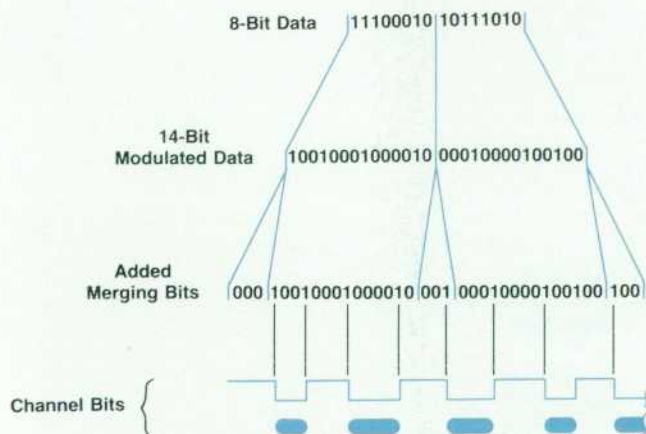 8-Bit Data 11100010 10111010
14-Bit
Modulated Data 10010001000010 00010000100100
Added
Merging Bits 000 10010001000010 001 00010000100100 100
Channel Bits